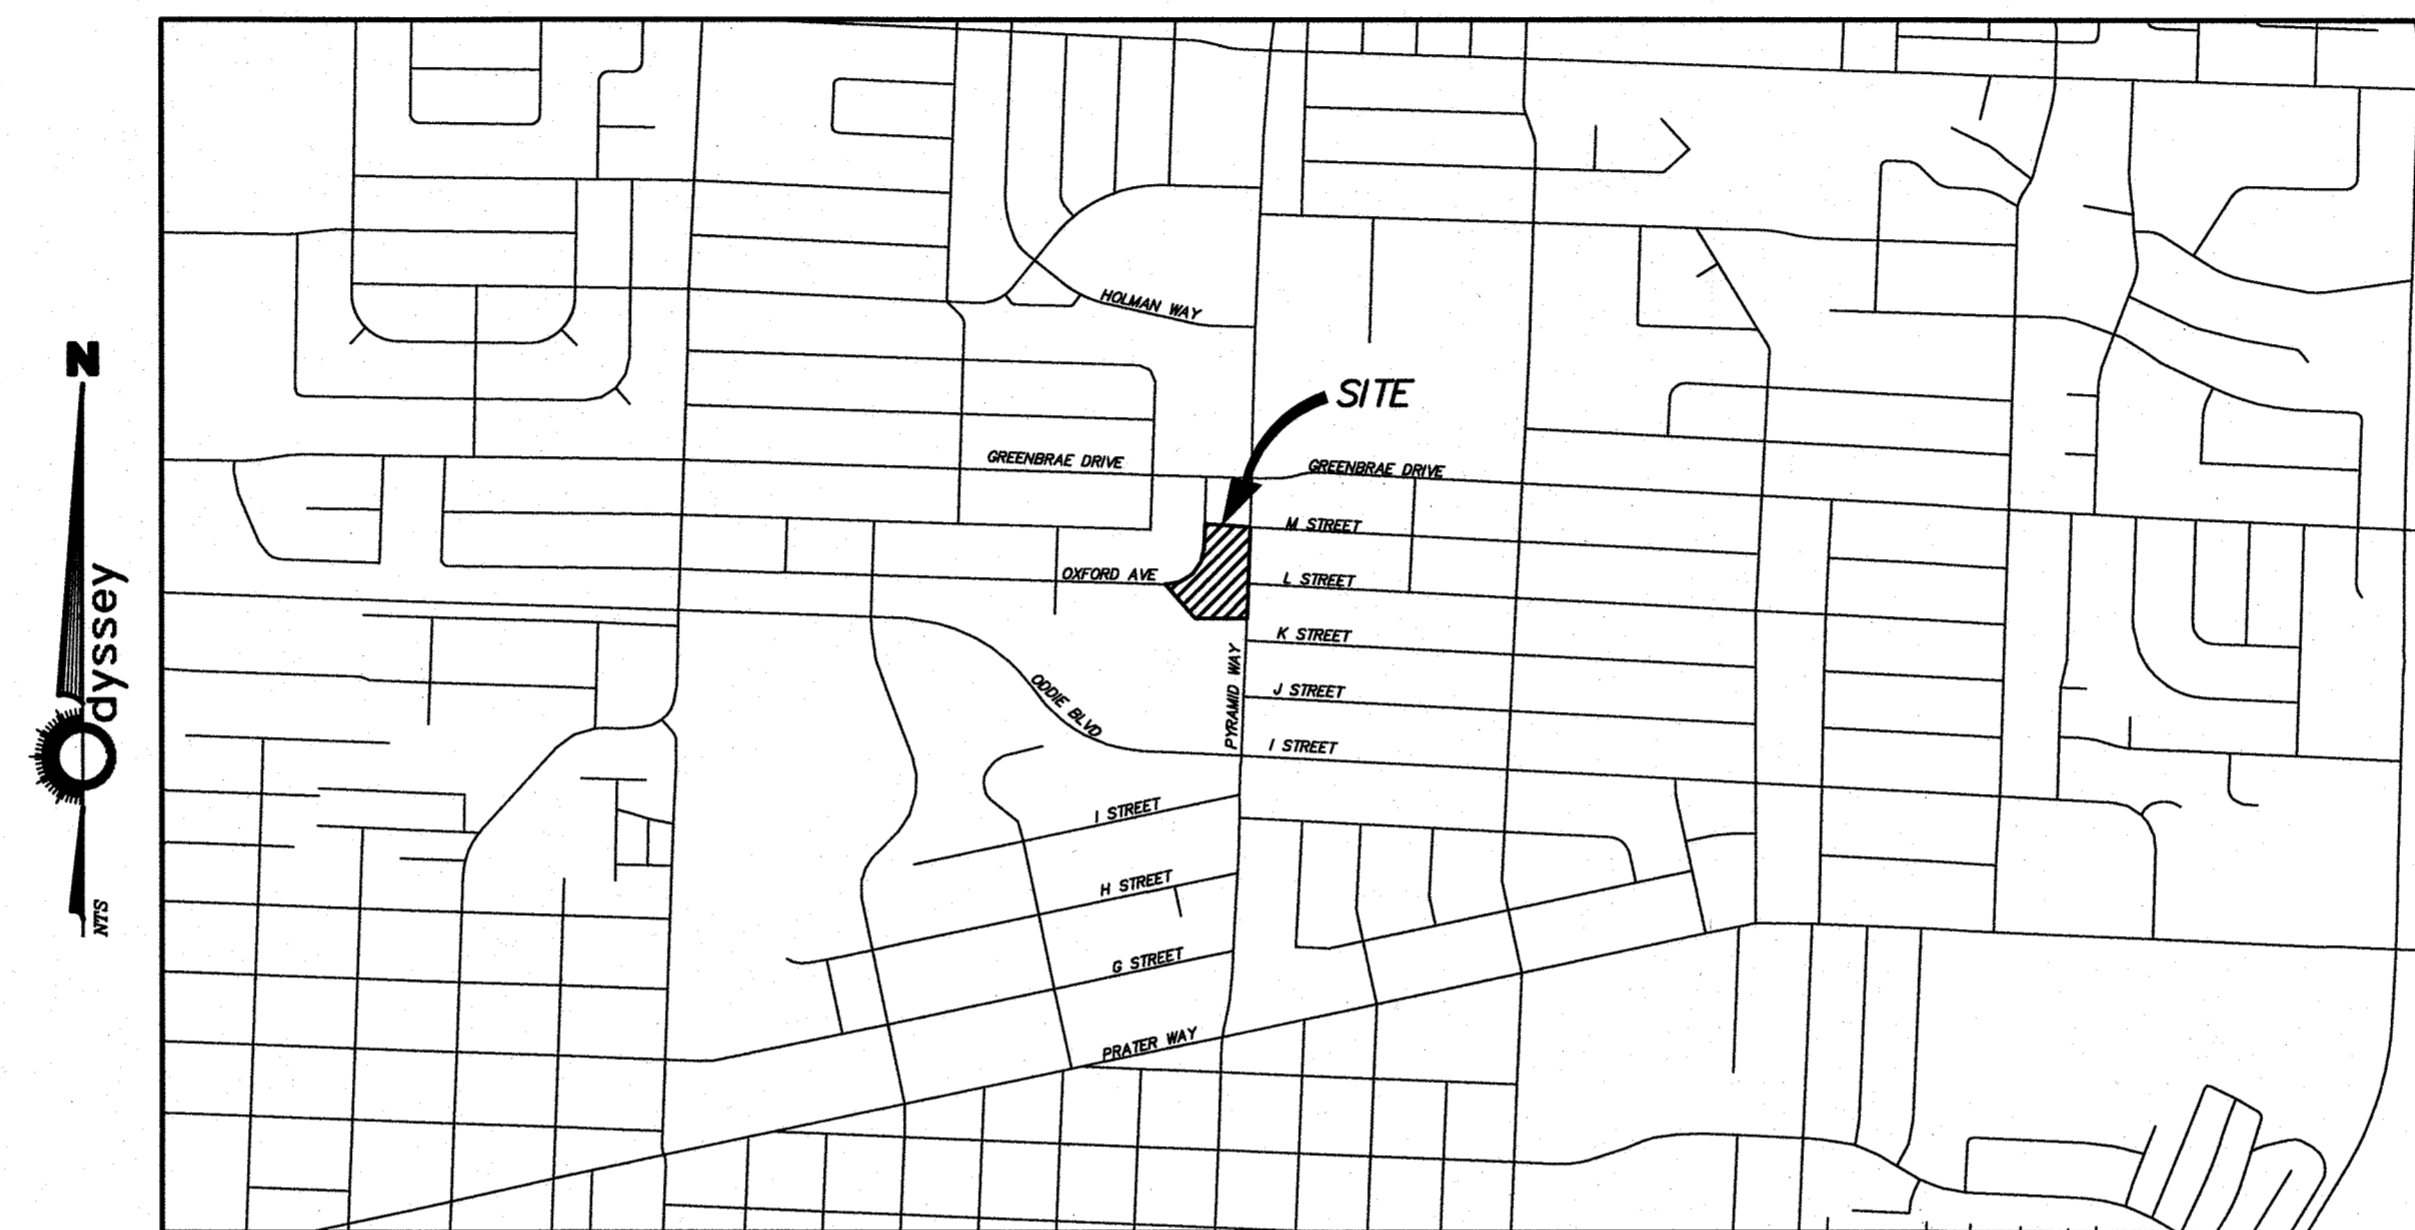 HOLMAN WAY
N
SITE
GREENBRAE DRIVE
GREENBRAE DRIVE
M STREET
OXFORD AVE
L STREET
dyssey
K STREET
PYRAMID WAY
ODDIE BLVD
J STREET
I STREET
I STREET
H STREET
NTS
G STREET
PRATER WAY